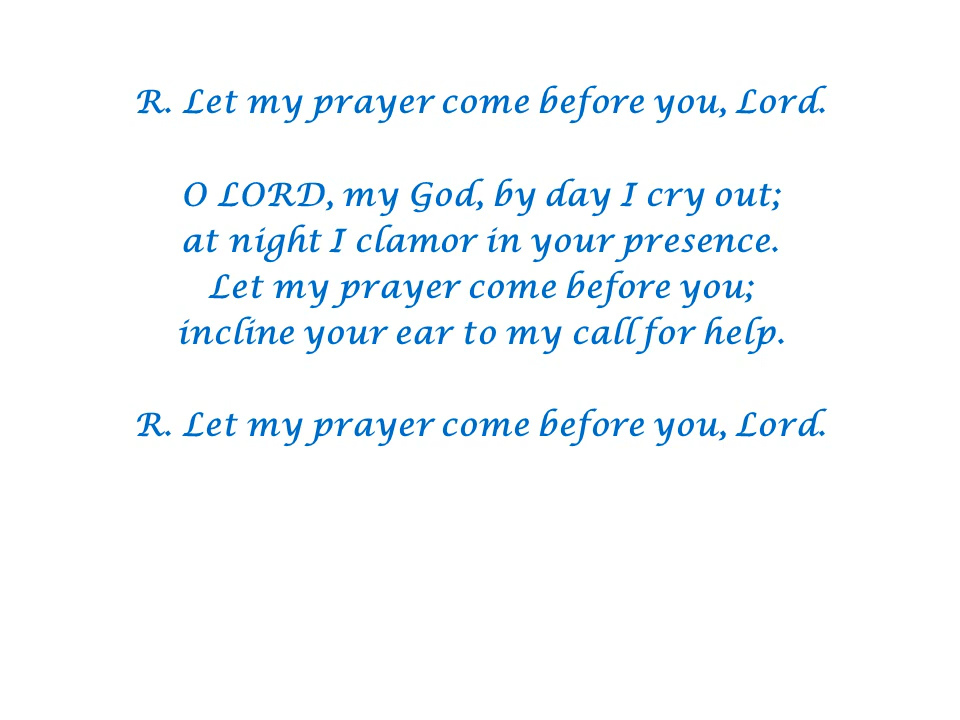 R. Let my prayer come before you, Lord.
O LORD, my God, by day I cry out;
at night I clamor in your presence.
Let my prayer come before you;
incline your ear to my call for help.
R. Let my prayer come before you, Lord.